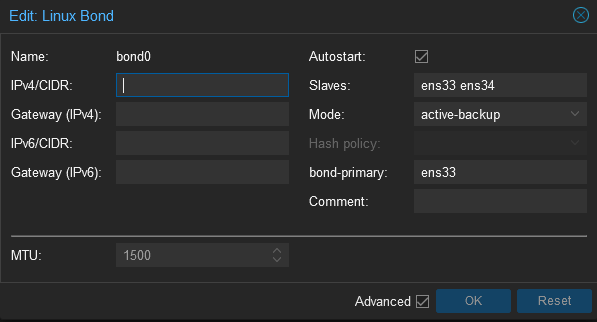 Edit: Linux Bond
Name: bond0 Autostart:
IPv4/CIDR: Slaves: ens33 ens34
Gateway (IPv4): Mode: active-backup
IPv6/CIDR: Hash policy:
Gateway (IPv6): bond-primary: ens33
Comment:
MTU: 1500
Advanced OK Reset